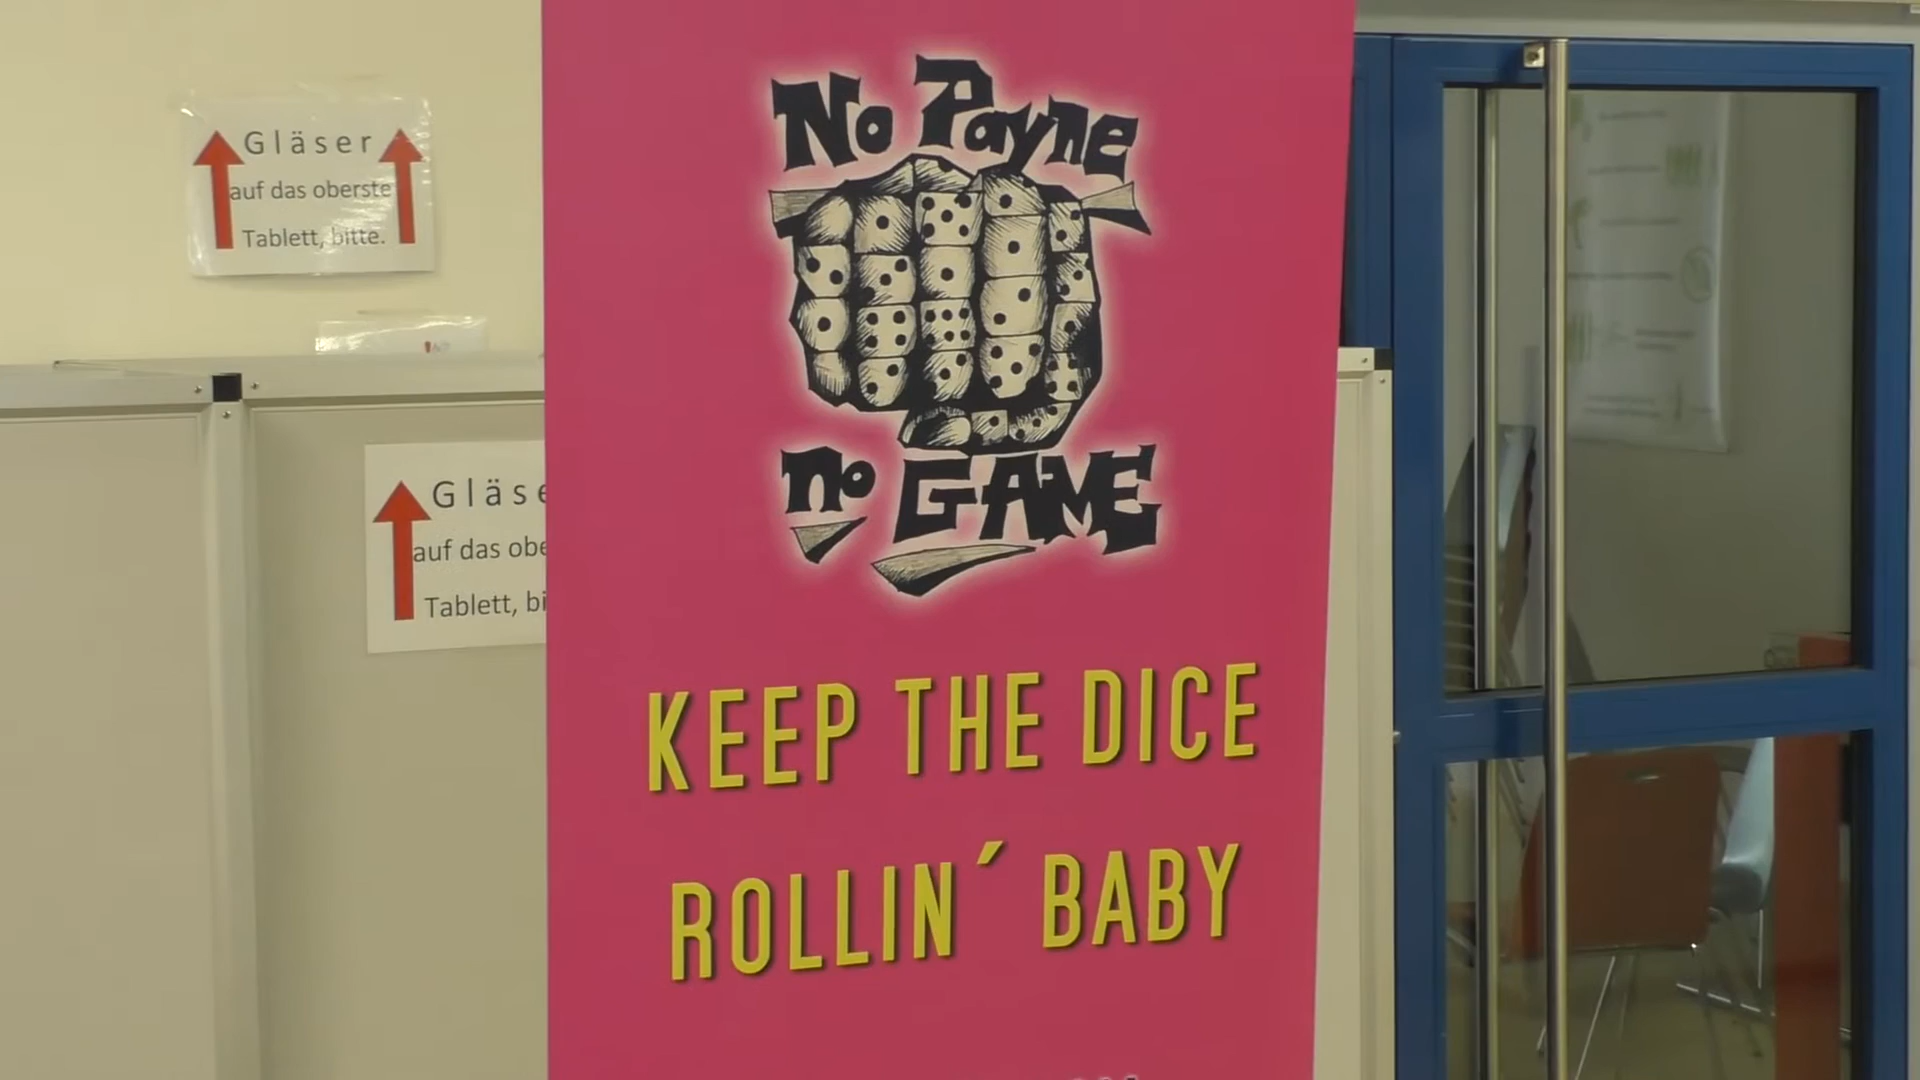 Gläser
auf das oberste
Tablett, bitte.
Gläse
auf das obe
Tablett, bi
No Payne
no GAME
KEEP THE DICE
ROLLIN´ BABY